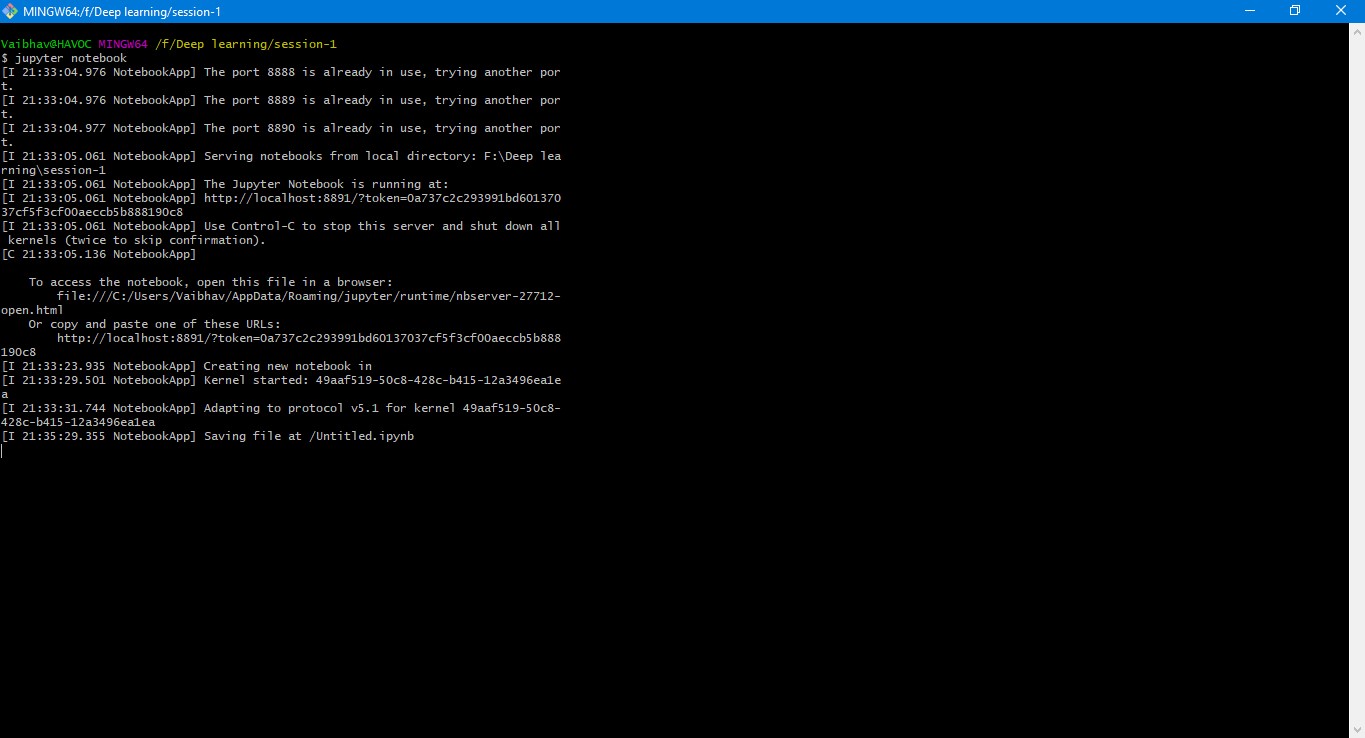 MINGW64:/f/Deep learning/session-1
Vaibhav@HAVOC MINGW64 /f/Deep learning/session-1
$ jupyter notebook
[I 21:33:04.976 NotebookApp] The port 8888 is already in use, trying another por
t.
[I 21:33:04.976 NotebookApp] The port 8889 is already in use, trying another por
t.
[I 21:33:04.977 NotebookApp] The port 8890 is already in use, trying another por
t.
[I 21:33:05.061 NotebookApp] Serving notebooks from local directory: F:\Deep lea
rning\session-1
[I 21:33:05.061 NotebookApp] The Jupyter Notebook is running at:
[I 21:33:05.061 NotebookApp] http://localhost:8891/?token=0a737c2c293991bd601370
37cf5f3cf00aeccb5b888190c8
[I 21:33:05.061 NotebookApp] Use Control-C to stop this server and shut down all
 kernels (twice to skip confirmation).
[C 21:33:05.136 NotebookApp]
    To access the notebook, open this file in a browser:
        file:///C:/Users/Vaibhav/AppData/Roaming/jupyter/runtime/nbserver-27712-
open.html
    Or copy and paste one of these URLs:
        http://localhost:8891/?token=0a737c2c293991bd60137037cf5f3cf00aeccb5b888
190c8
[I 21:33:23.935 NotebookApp] Creating new notebook in
[I 21:33:29.501 NotebookApp] Kernel started: 49aaf519-50c8-428c-b415-12a3496ea1e
a
[I 21:33:31.744 NotebookApp] Adapting to protocol v5.1 for kernel 49aaf519-50c8-
428c-b415-12a3496ea1ea
[I 21:35:29.355 NotebookApp] Saving file at /Untitled.ipynb